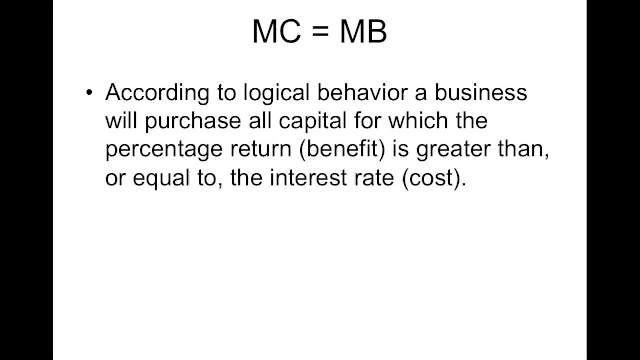 MC = MB
• According to logical behavior a business
will purchase all capital for which the
percentage return (benefit) is greater than,
or equal to, the interest rate (cost).